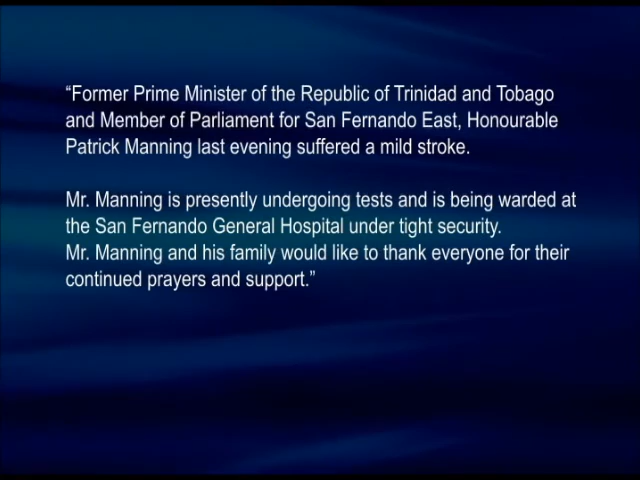 “Former Prime Minister of the Republic of Trinidad and Tobago
and Member of Parliament for San Fernando East, Honourable
Patrick Manning last evening suffered a mild stroke.
Mr. Manning is presently undergoing tests and is being warded at
the San Fernando General Hospital under tight security.
Mr. Manning and his family would like to thank everyone for their
continued prayers and support.”